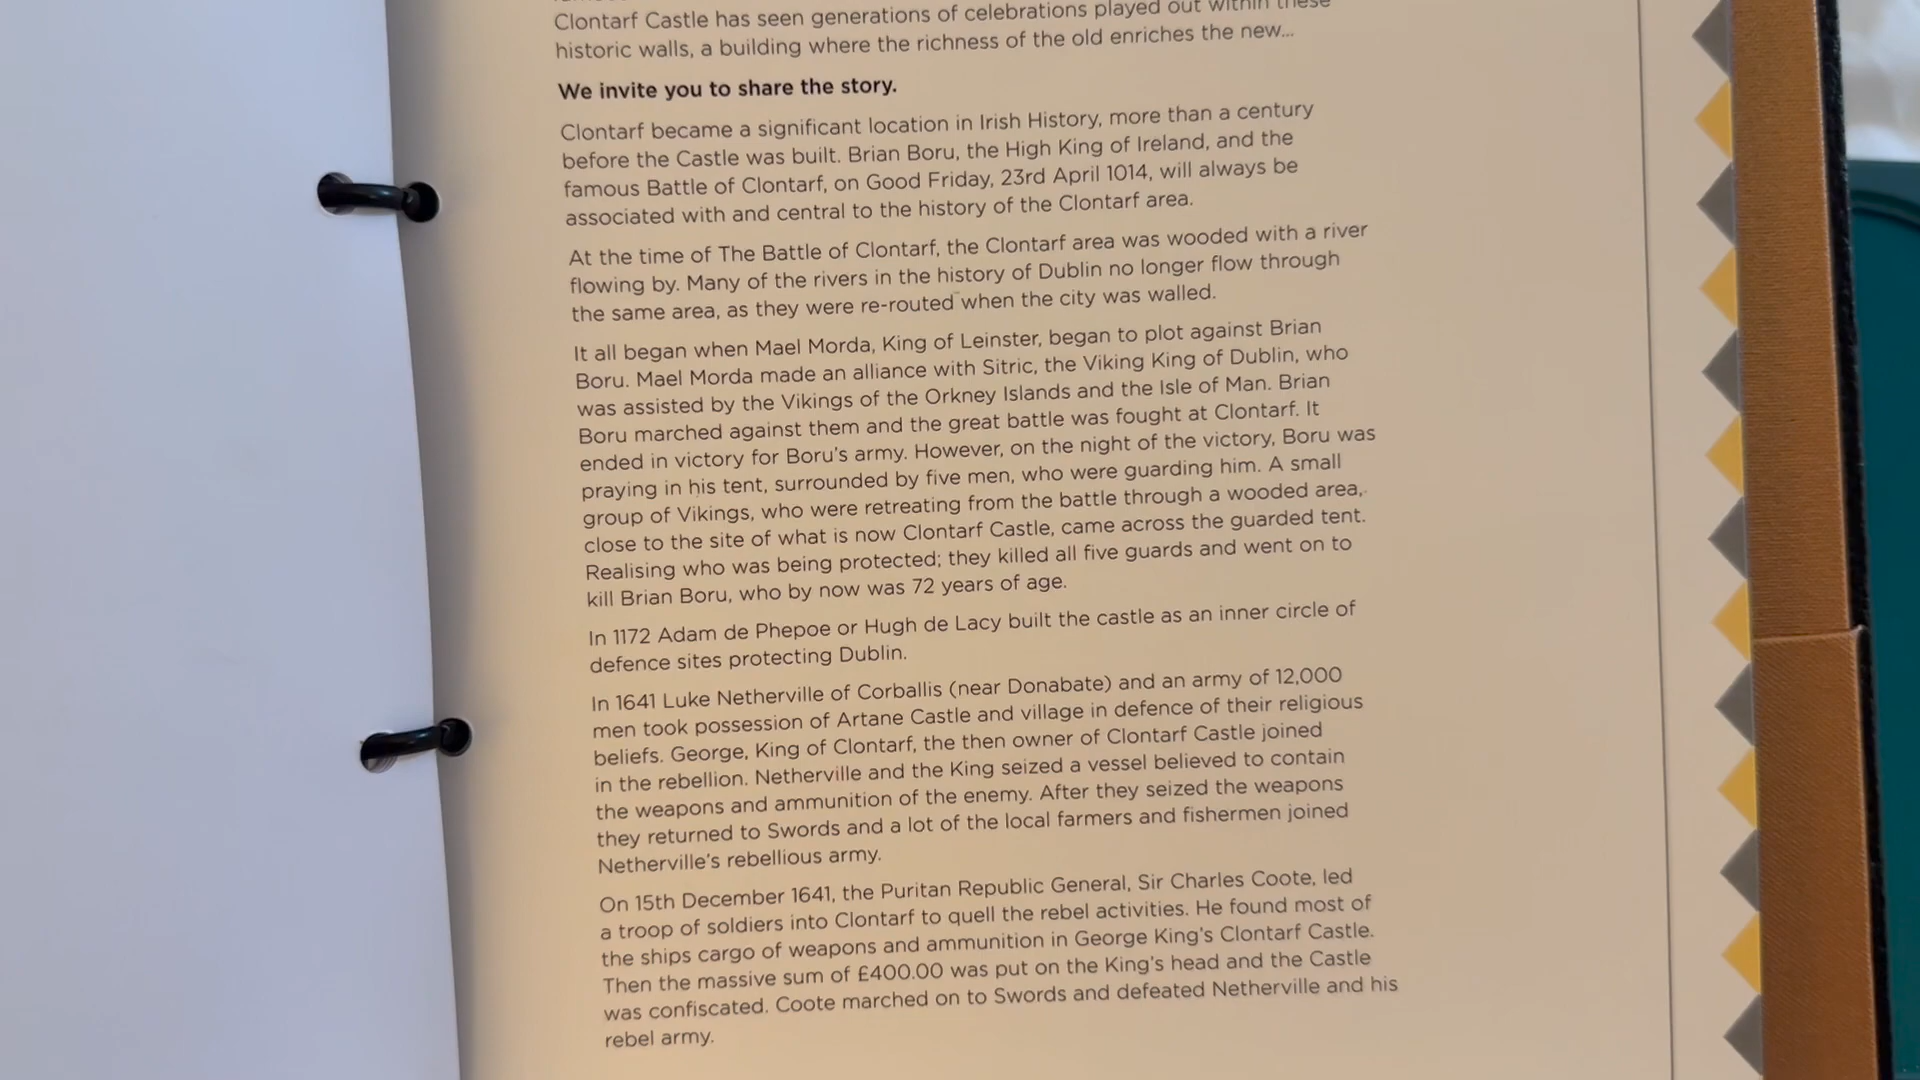 Clontarf Castle has seen generations of celebrations played out within these
historic walls, a building where the richness of the old enriches the new...
We invite you to share the story.
Clontarf became a significant location in Irish History, more than a century
before the Castle was built. Brian Boru, the High King of Ireland, and the
famous Battle of Clontarf, on Good Friday, 23rd April 1014, will always be
associated with and central to the history of the Clontarf area.
At the time of The Battle of Clontarf, the Clontarf area was wooded with a river
flowing by. Many of the rivers in the history of Dublin no longer flow through
the same area, as they were re-routed when the city was walled.
It all began when Mael Morda, King of Leinster, began to plot against Brian
Boru. Mael Morda made an alliance with Sitric, the Viking King of Dublin, who
was assisted by the Vikings of the Orkney Islands and the Isle of Man. Brian
Boru marched against them and the great battle was fought at Clontarf. It
ended in victory for Boru's army. However, on the night of the victory, Boru was
praying in his tent, surrounded by five men, who were guarding him. A small
group of Vikings, who were retreating from the battle through a wooded area,
close to the site of what is now Clontarf Castle, came across the guarded tent.
Realising who was being protected; they killed all five guards and went on to
kill Brian Boru, who by now was 72 years of age.
In 1172 Adam de Phepoe or Hugh de Lacy built the castle as an inner circle of
defence sites protecting Dublin.
In 1641 Luke Netherville of Corballis (near Donabate) and an army of 12,000
men took possession of Artane Castle and village in defence of their religious
beliefs. George, King of Clontarf, the then owner of Clontarf Castle joined
in the rebellion. Netherville and the King seized a vessel believed to contain
the weapons and ammunition of the enemy. After they seized the weapons
they returned to Swords and a lot of the local farmers and fishermen joined
Netherville's rebellious army.
On 15th December 1641, the Puritan Republic General, Sir Charles Coote, led
a troop of soldiers into Clontarf to quell the rebel activities. He found most of
the ships cargo of weapons and ammunition in George King's Clontarf Castle.
Then the massive sum of £400.00 was put on the King's head and the Castle
was confiscated. Coote marched on to Swords and defeated Netherville and his
rebel army.